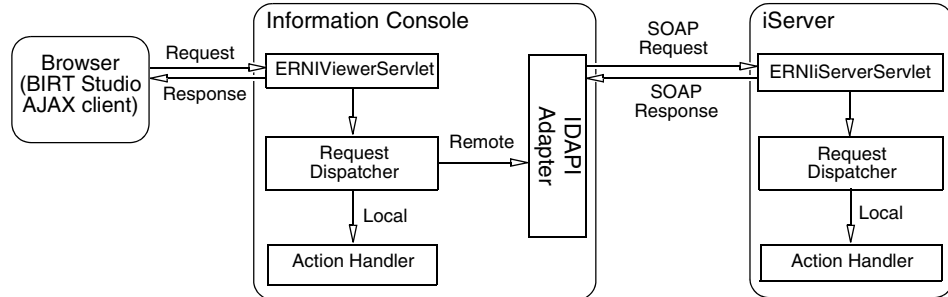 Information Console
iServer
Browser
(BIRT Studio
AJAX client)
Request
Response
ERNIViewerServlet
SOAP
Request
SOAP
Response
ERNIiServerServlet
Request
Dispatcher
Remote
IDAPI
Adapter
Request
Dispatcher
Local
Local
Action Handler
Action Handler